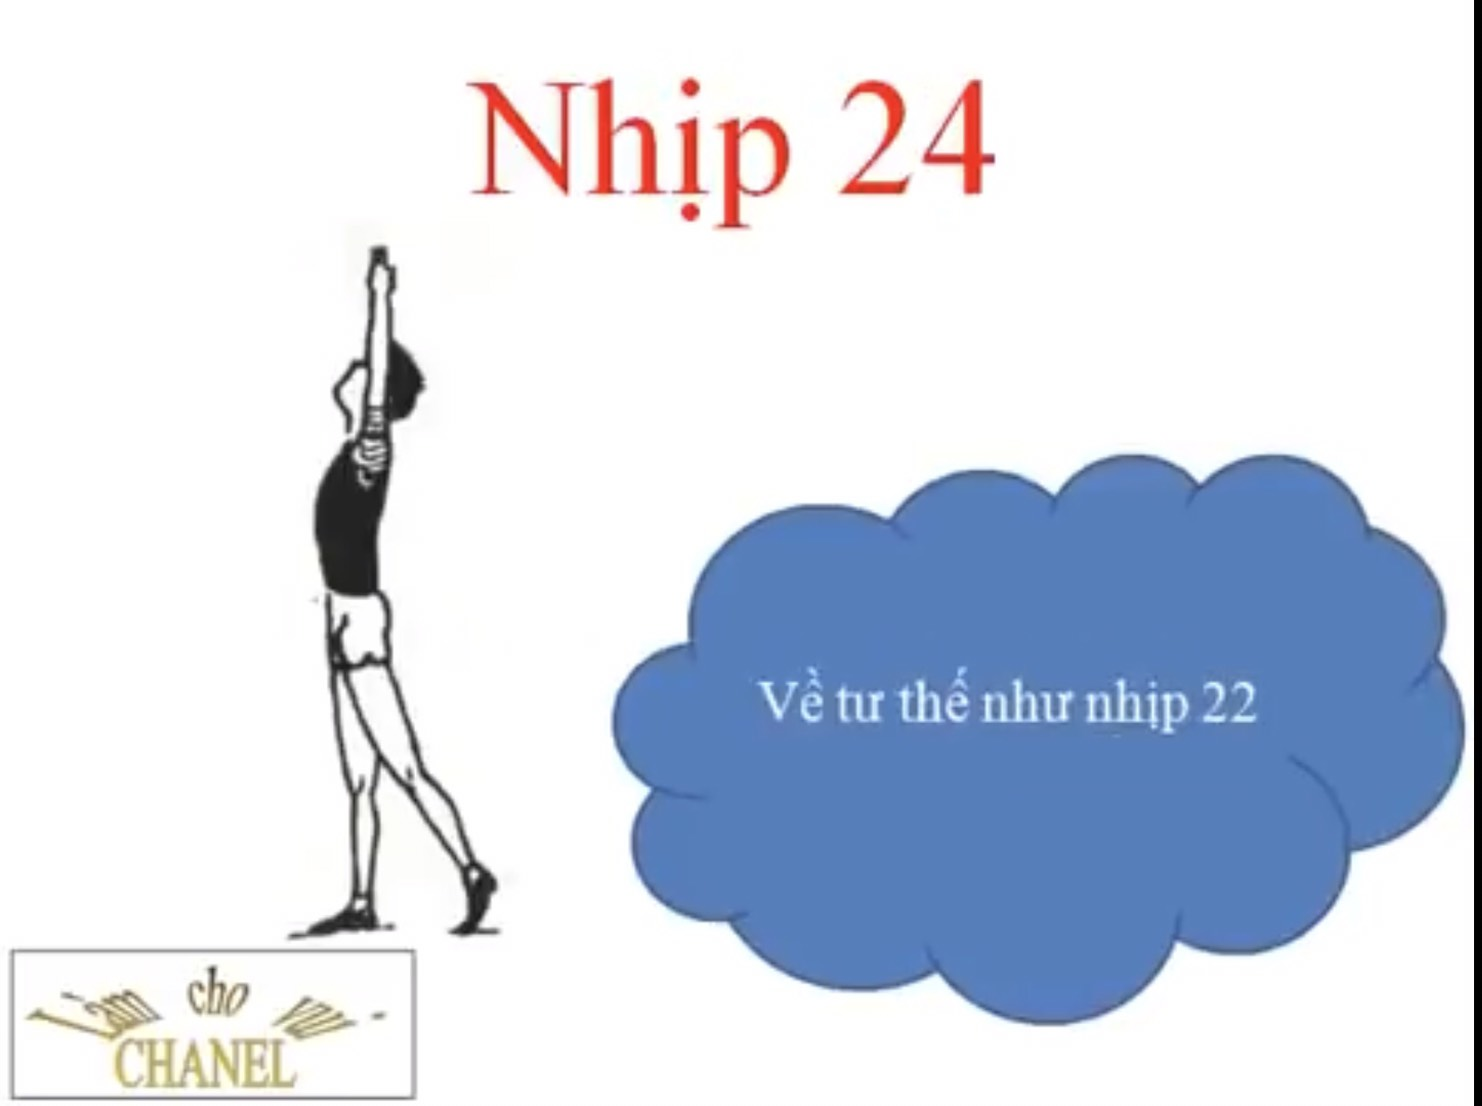 Nhịp 24
Về tư thế như nhịp 22
Làm cho vui -
CHANEL